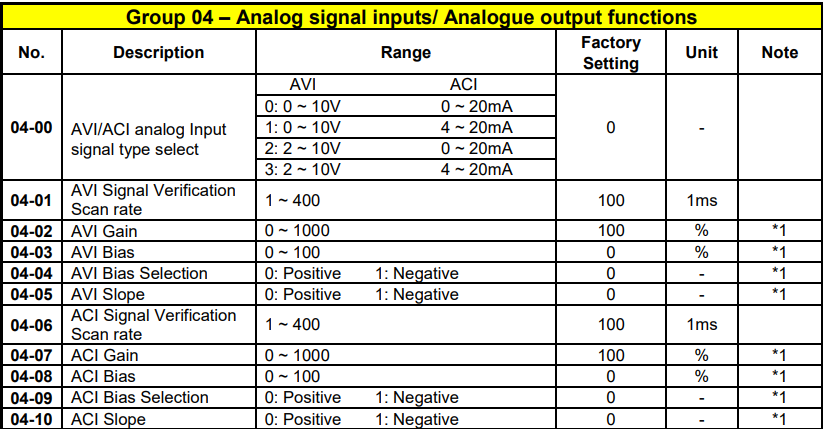 Group 04 – Analog signal inputs/ Analogue output functions
No. Description Range Factory Setting Unit Note
04-00 AVI/ACI analog Input signal type select AVI ACI 0 -
0: 0 ~ 10V 0 ~ 20mA
1: 0 ~ 10V 4 ~ 20mA
2: 2 ~ 10V 0 ~ 20mA
3: 2 ~ 10V 4 ~ 20mA
04-01 AVI Signal Verification Scan rate 1 ~ 400 100 1ms
04-02 AVI Gain 0 ~ 1000 100 % *1
04-03 AVI Bias 0 ~ 100 0 % *1
04-04 AVI Bias Selection 0: Positive 1: Negative 0 - *1
04-05 AVI Slope 0: Positive 1: Negative 0 - *1
04-06 ACI Signal Verification Scan rate 1 ~ 400 100 1ms
04-07 ACI Gain 0 ~ 1000 100 % *1
04-08 ACI Bias 0 ~ 100 0 % *1
04-09 ACI Bias Selection 0: Positive 1: Negative 0 - *1
04-10 ACI Slope 0: Positive 1: Negative 0 - *1